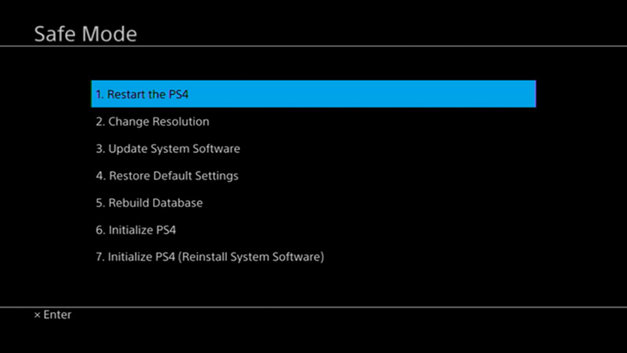 Safe Mode
1. Restart the PS4
2. Change Resolution
3. Update System Software
4. Restore Default Settings
5. Rebuild Database
6. Initialize PS4
7. Initialize PS4 (Reinstall System Software)
× Enter